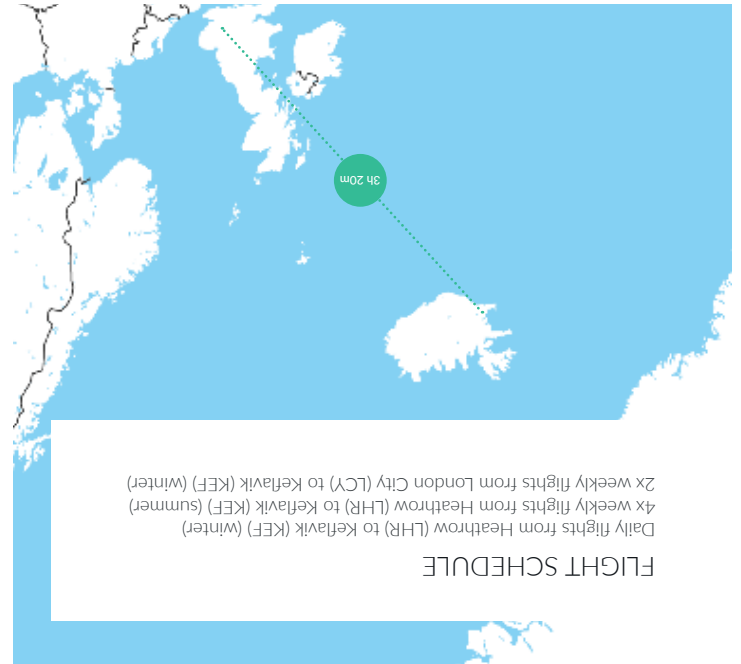 FLIGHT SCHEDULE
Daily flights from Heathrow (LHR) to Keflavik (KEF) (winter)
4x weekly flights from Heathrow (LHR) to Keflavik (KEF) (summer)
2x weekly flights from London City (LCY) to Keflavik (KEF) (winter)
3h 20m